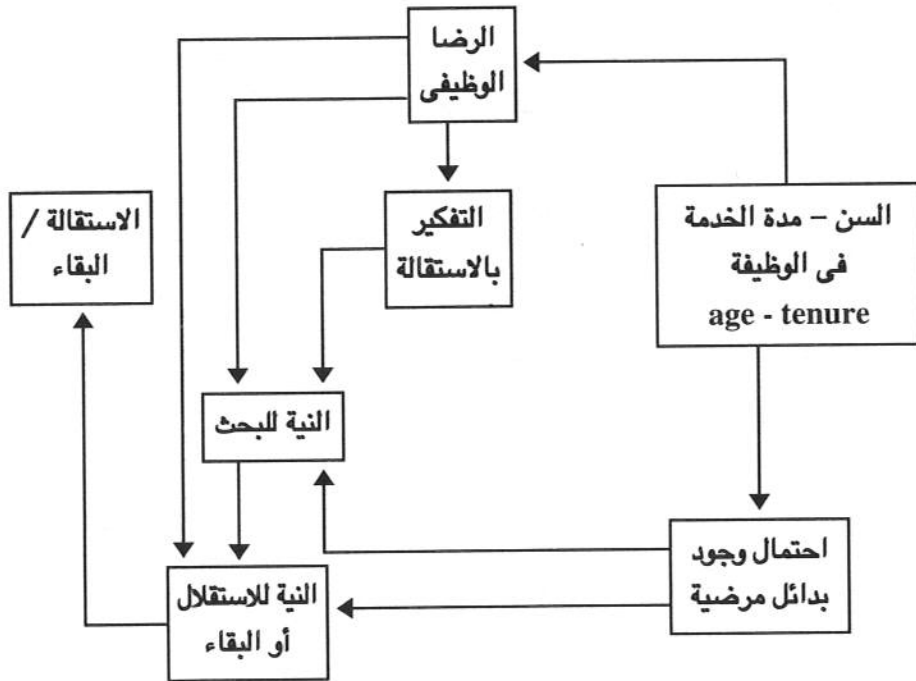 الرضا
الوظيفى
السن – مدة الخدمة
فى الوظيفة
age - tenure
التفكير
بالاستقالة
الاستقالة /
البقاء
النية للبحث
احتمال وجود
بدائل مرضية
النية للاستقلال
أو البقاء